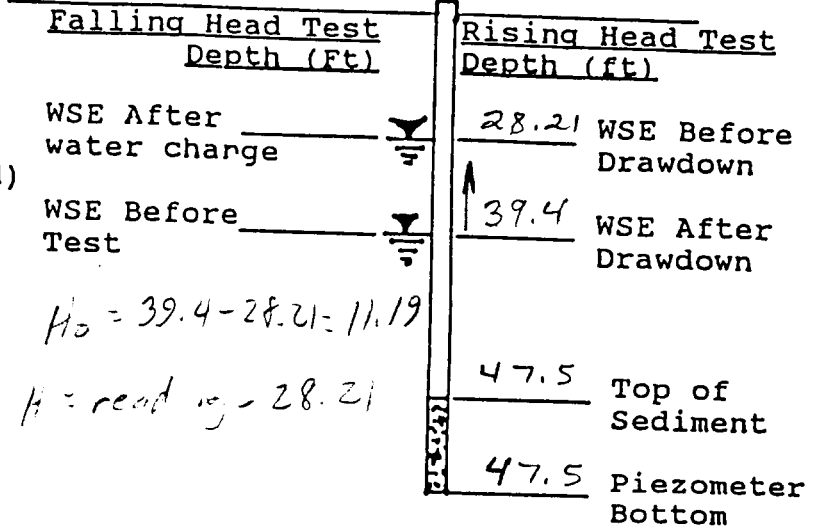 Falling Head Test
Depth (Ft)
Rising Head Test
Depth (ft)
WSE After
water charge
28.21 WSE Before
Drawdown
WSE Before
Test
39.4 WSE After
Drawdown
H₀ = 39.4-28.21= 11.19
H = reading - 28.21
47.5 Top of
Sediment
47.5 Piezometer
Bottom